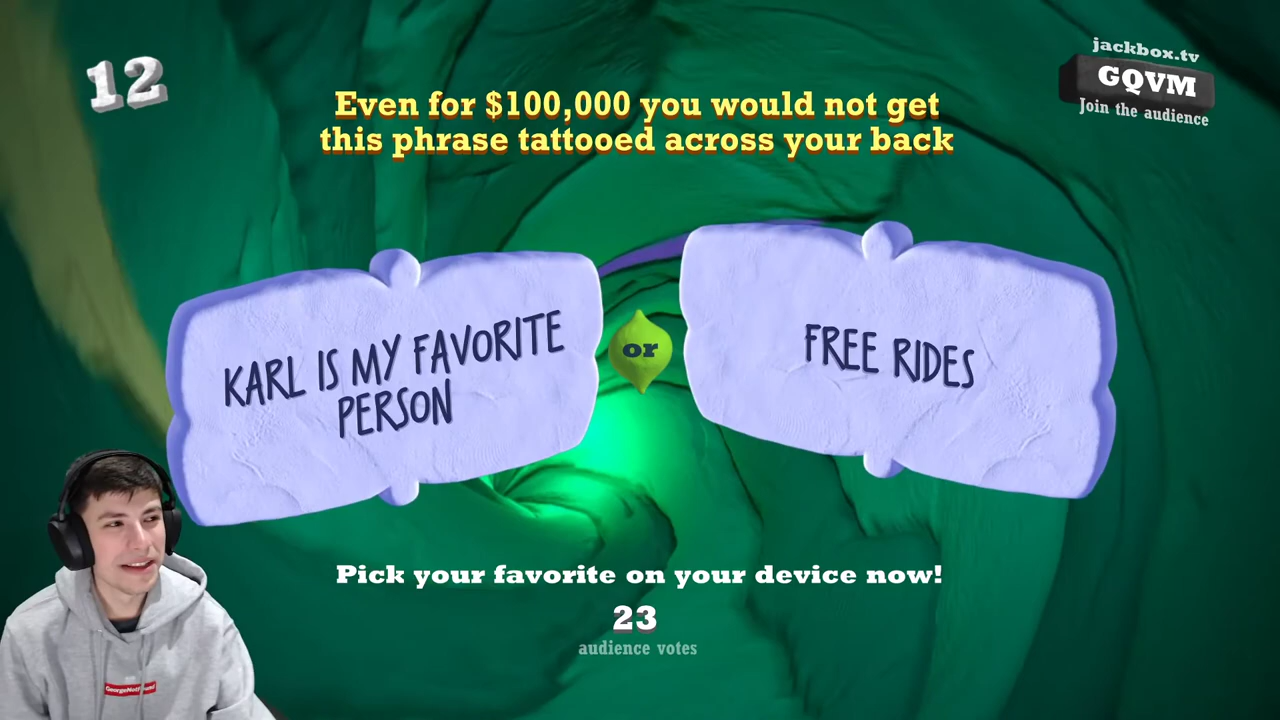 12
jackbox.tv
GQVM
Join the audience
Even for $100,000 you would not get
this phrase tattooed across your back
KARL IS MY FAVORITE
PERSON
or
FREE RIDES
Pick your favorite on your device now!
23
audience votes